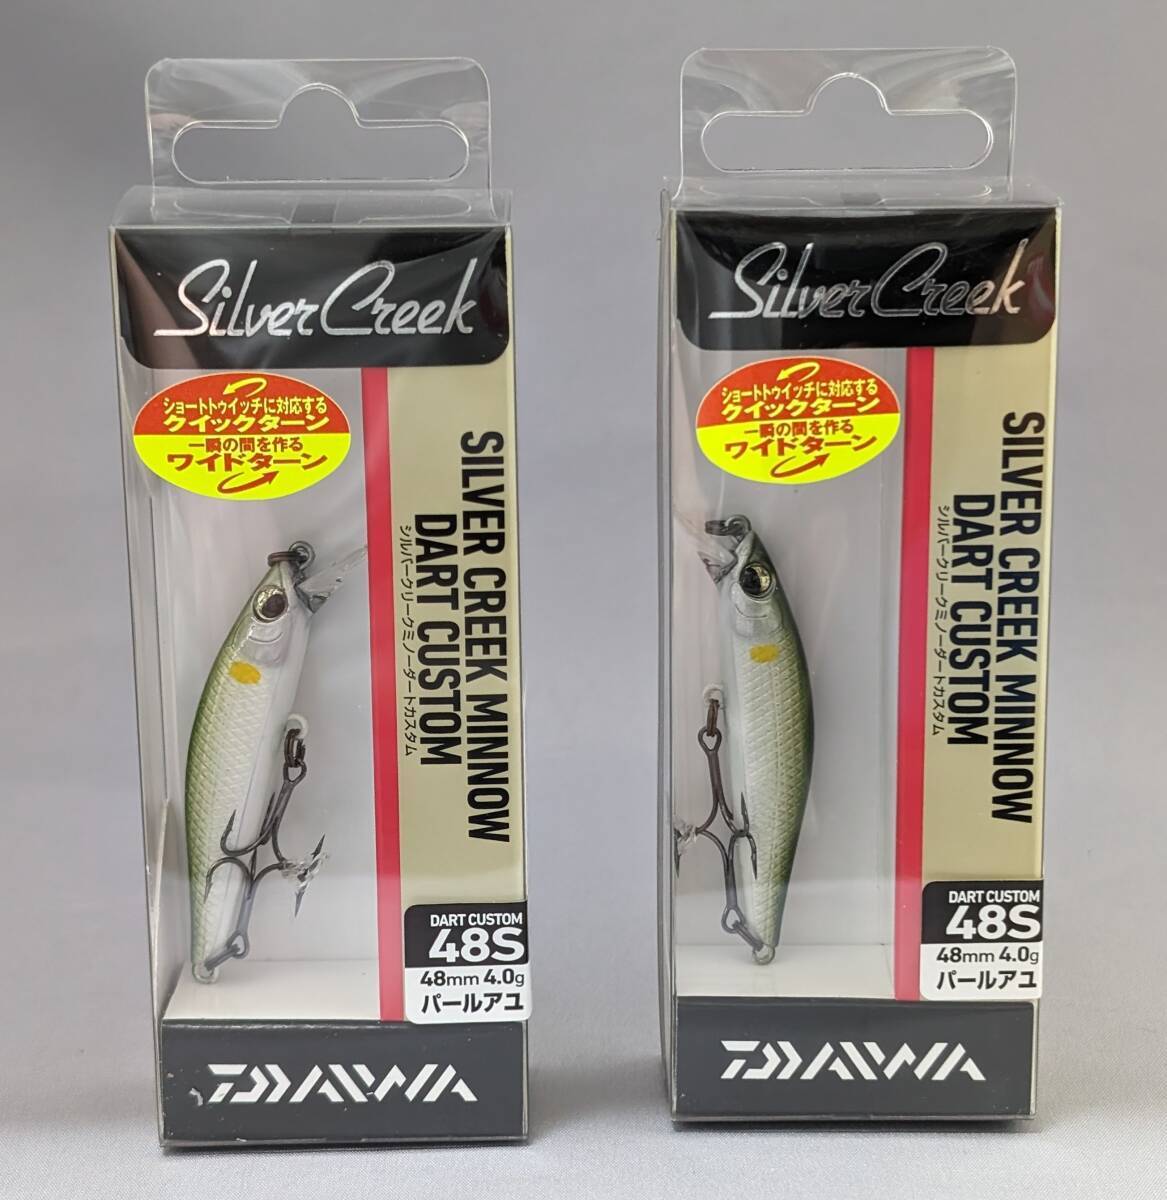 Silver Creek
ショートトゥイッチに対応する
クイックターン
一瞬の間を作る
ワイドターン
SILVER CREEK MINNOW
DART CUSTOM
シルバークリークミノーダートカスタム
DART CUSTOM
48S
48mm 4.0g
パールアユ
DAIWA
Silver Creek
ショートトゥイッチに対応する
クイックターン
一瞬の間を作る
ワイドターン
SILVER CREEK MINNOW
DART CUSTOM
シルバークリークミノーダートカスタム
DART CUSTOM
48S
48mm 4.0g
パールアユ
DAIWA